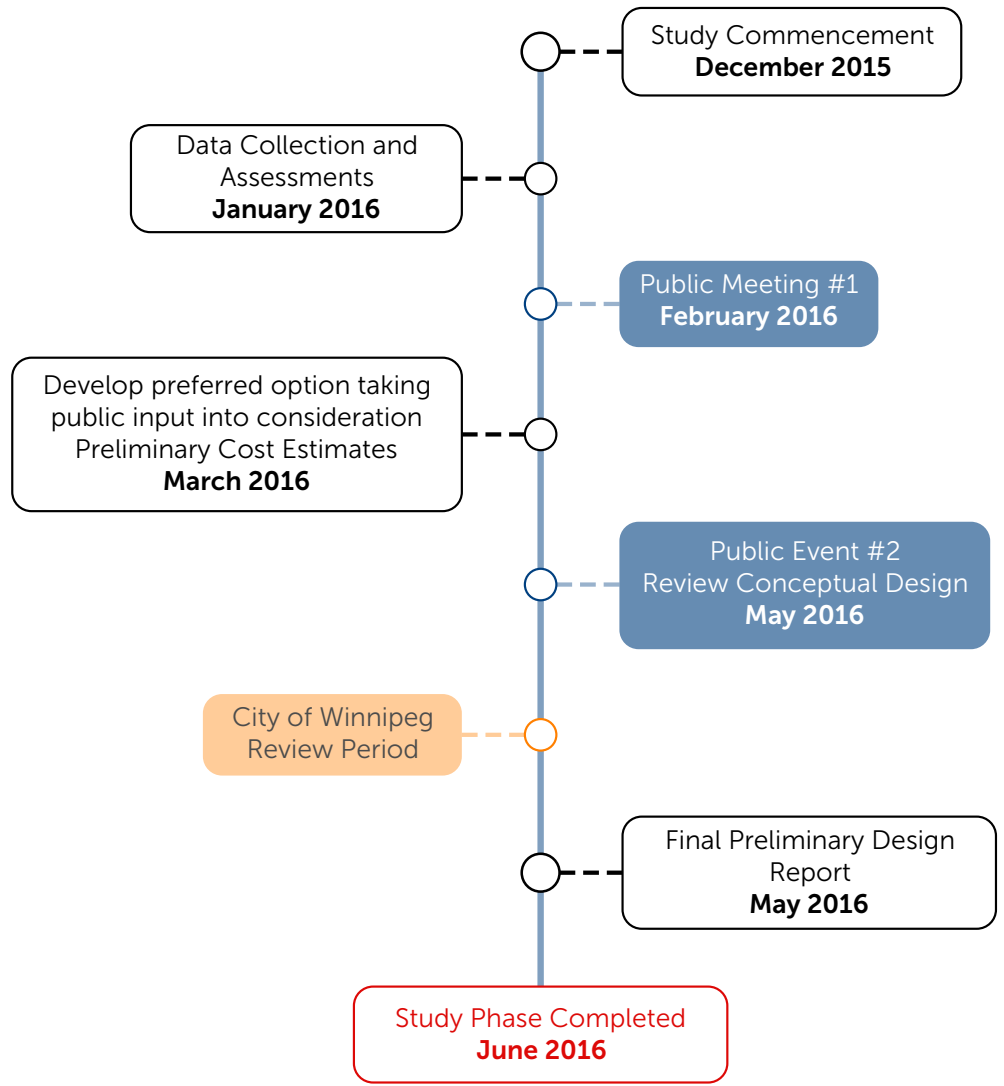 Study Commencement
December 2015
Data Collection and
Assessments
January 2016
Public Meeting #1
February 2016
Develop preferred option taking
public input into consideration
Preliminary Cost Estimates
March 2016
Public Event #2
Review Conceptual Design
May 2016
City of Winnipeg
Review Period
Final Preliminary Design
Report
May 2016
Study Phase Completed
June 2016